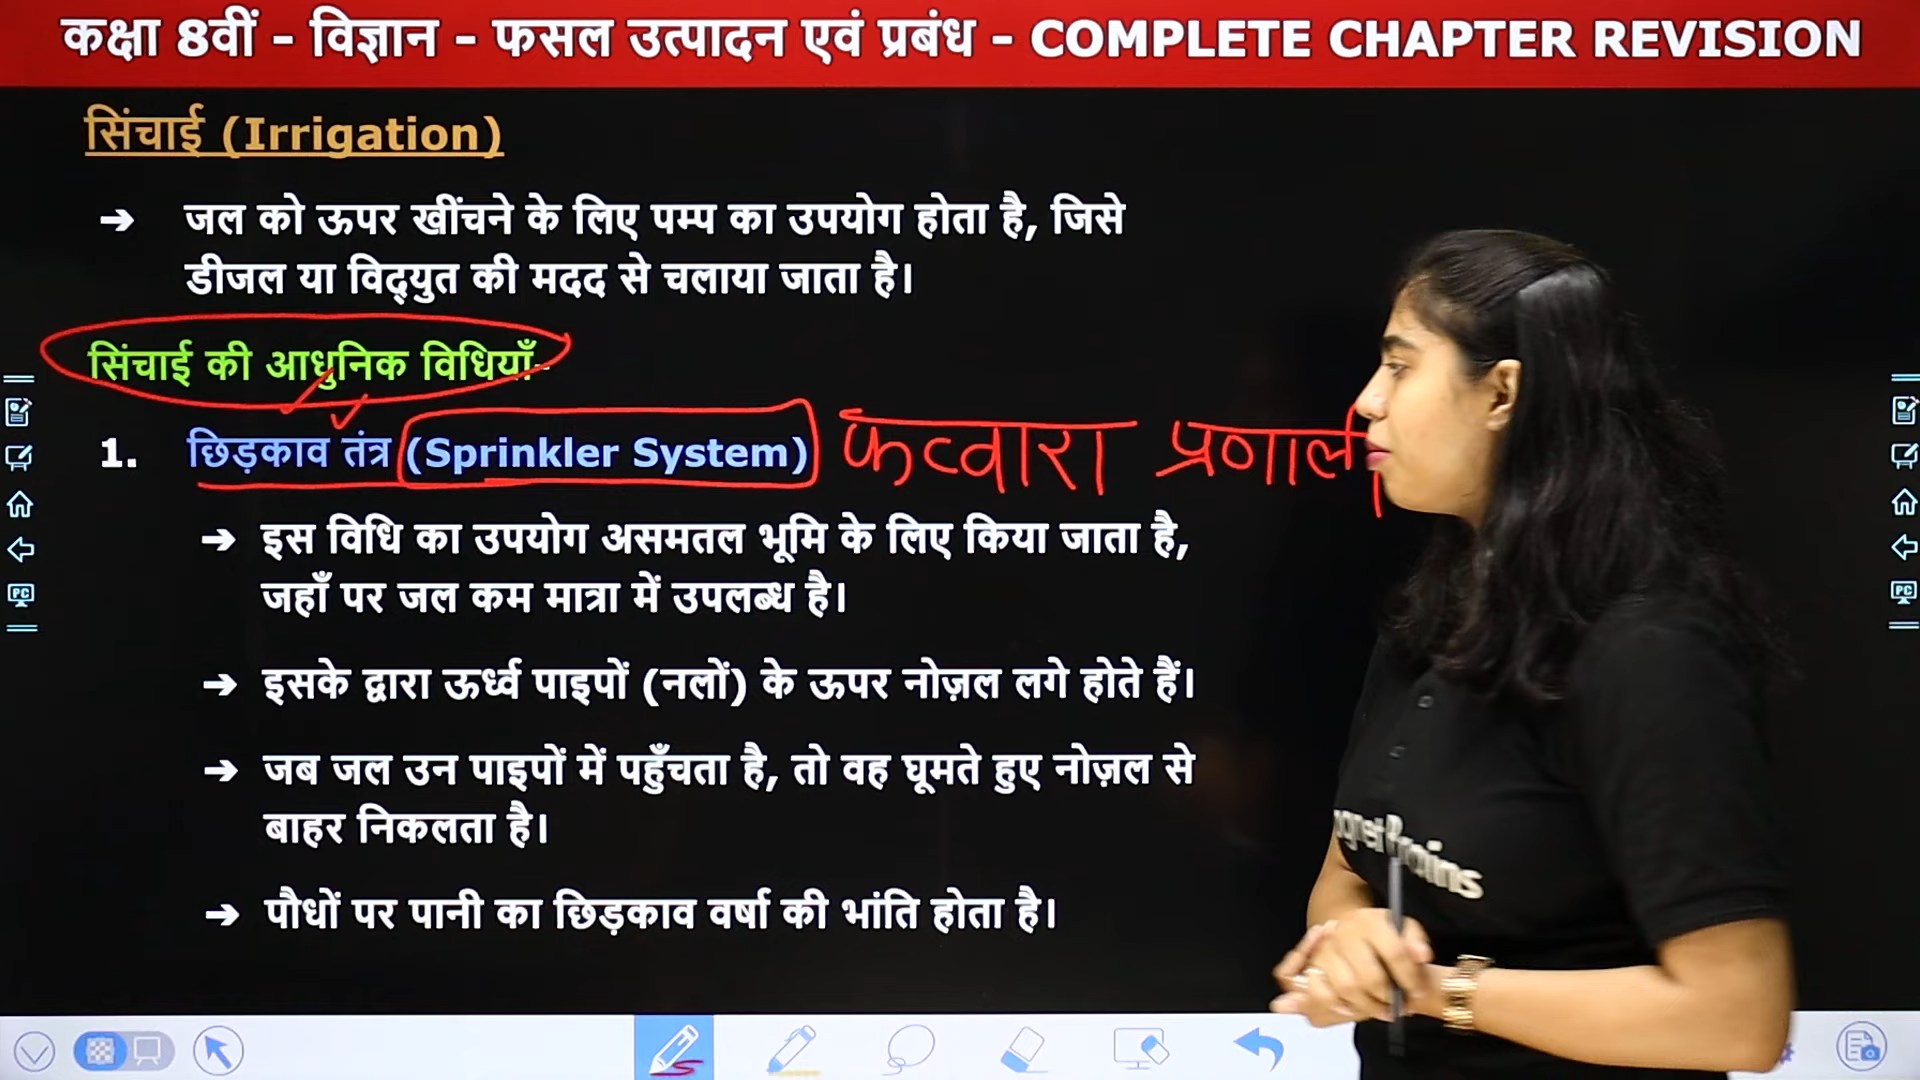 कक्षा 8वीं - विज्ञान - फसल उत्पादन एवं प्रबंध - COMPLETE CHAPTER REVISION
सिंचाई (Irrigation)
➔ जल को ऊपर खींचने के लिए पम्प का उपयोग होता है, जिसे
डीजल या विद्युत की मदद से चलाया जाता है।
सिंचाई की आधुनिक विधियाँ-
1. छिड़काव तंत्र (Sprinkler System) फव्वारा प्रणाली
➔ इस विधि का उपयोग असमतल भूमि के लिए किया जाता है,
जहाँ पर जल कम मात्रा में उपलब्ध है।
➔ इसके द्वारा ऊर्ध्व पाइपों (नलों) के ऊपर नोज़ल लगे होते हैं।
➔ जब जल उन पाइपों में पहुँचता है, तो वह घूमते हुए नोज़ल से
बाहर निकलता है।
➔ पौधों पर पानी का छिड़काव वर्षा की भांति होता है।
PC
PC